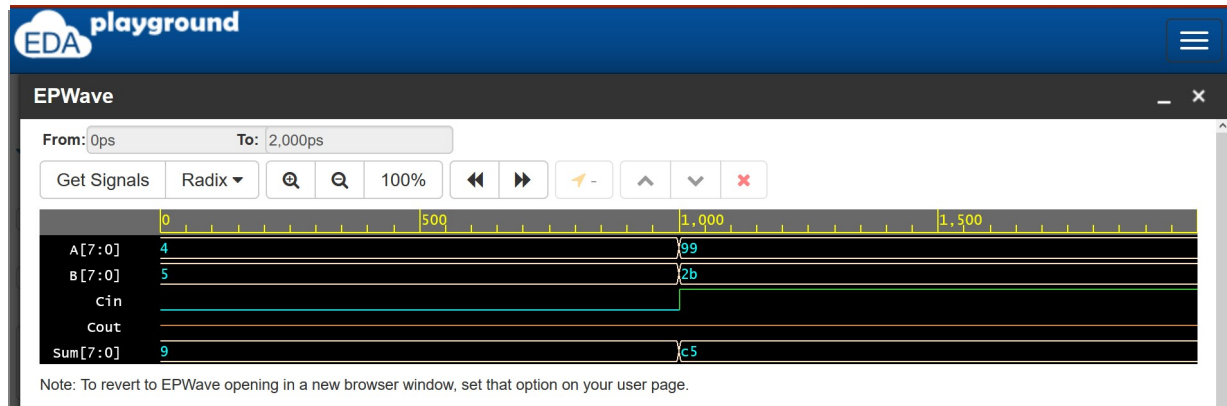 EDA playground
EPWave
From: 0ps To: 2,000ps
Get Signals Radix 100% -
0 500 1,000 1,500
A[7:0] 4 99
B[7:0] 5 2b
Cin
Cout
Sum[7:0] 9 c5
Note: To revert to EPWave opening in a new browser window, set that option on your user page.